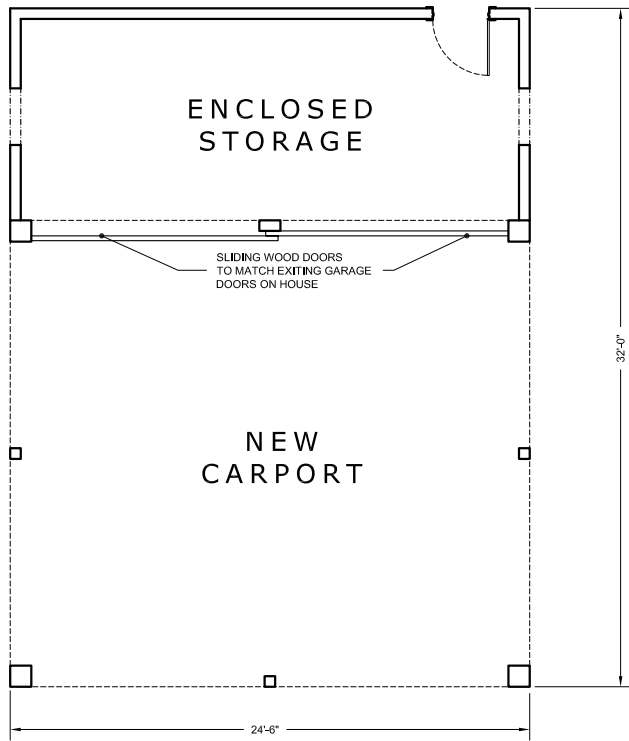 ENCLOSED
STORAGE
SLIDING WOOD DOORS
TO MATCH EXITING GARAGE
DOORS ON HOUSE
32'-0"
NEW
CARPORT
24'-6"